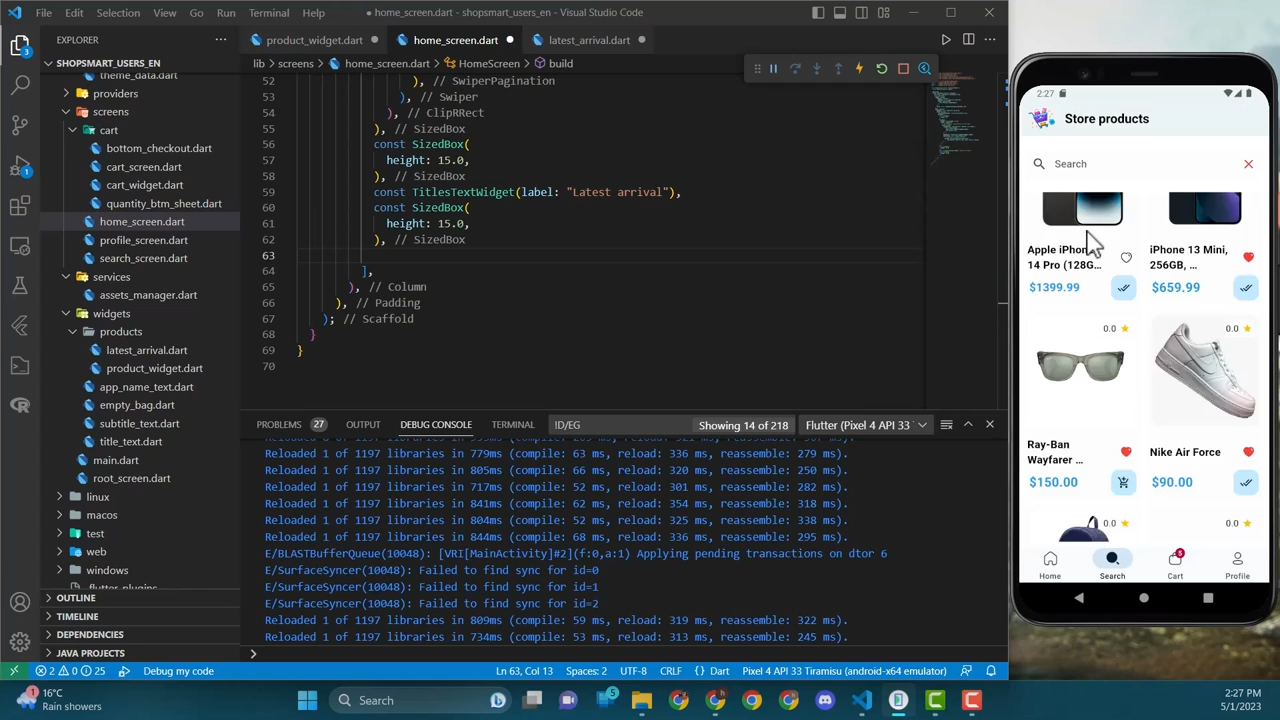 File Edit Selection View Go Run Terminal Help
● home_screen.dart - shopsmart_users_en - Visual Studio Code
EXPLORER
SHOPSMART_USERS_EN
theme_data.dart
providers
screens
cart
bottom_checkout.dart
cart_screen.dart
cart_widget.dart
quantity_btm_sheet.dart
home_screen.dart
profile_screen.dart
search_screen.dart
services
assets_manager.dart
widgets
products
latest_arrival.dart
product_widget.dart
app_name_text.dart
empty_bag.dart
subtitle_text.dart
title_text.dart
main.dart
root_screen.dart
linux
macos
test
web
windows
.flutter_plugins
OUTLINE
TIMELINE
DEPENDENCIES
JAVA PROJECTS
3
1
product_widget.dart
home_screen.dart
latest_arrival.dart
lib > screens > home_screen.dart > HomeScreen > build
52 ), // SwiperPagination
53 ), // Swiper
54 ), // ClipRRect
55 ), // SizedBox
56 const SizedBox(
57 height: 15.0,
58 ), // SizedBox
59 const TitlesTextWidget(label: "Latest arrival"),
60 const SizedBox(
61 height: 15.0,
62 ), // SizedBox
63
64 ],
65 ), // Column
66 ), // Padding
67 ); // Scaffold
68 }
69 }
70
PROBLEMS 27 OUTPUT DEBUG CONSOLE TERMINAL
ID/EG Showing 14 of 218
Flutter (Pixel 4 API 33
Reloaded 1 of 1197 libraries in 779ms (compile: 63 ms, reload: 336 ms, reassemble: 279 ms).
Reloaded 1 of 1197 libraries in 805ms (compile: 66 ms, reload: 320 ms, reassemble: 250 ms).
Reloaded 1 of 1197 libraries in 717ms (compile: 52 ms, reload: 301 ms, reassemble: 282 ms).
Reloaded 1 of 1197 libraries in 841ms (compile: 62 ms, reload: 354 ms, reassemble: 318 ms).
Reloaded 1 of 1197 libraries in 804ms (compile: 52 ms, reload: 325 ms, reassemble: 338 ms).
Reloaded 1 of 1197 libraries in 844ms (compile: 68 ms, reload: 336 ms, reassemble: 295 ms).
E/BLASTBufferQueue(10048): [VRI[MainActivity]#2](f:0,a:1) Applying pending transactions on dtor 6
E/SurfaceSyncer(10048): Failed to find sync for id=0
E/SurfaceSyncer(10048): Failed to find sync for id=1
E/SurfaceSyncer(10048): Failed to find sync for id=2
Reloaded 1 of 1197 libraries in 809ms (compile: 59 ms, reload: 319 ms, reassemble: 322 ms).
Reloaded 1 of 1197 libraries in 734ms (compile: 53 ms, reload: 313 ms, reassemble: 245 ms).
2 0 25 Debug my code
Ln 63, Col 13 Spaces: 2 UTF-8 CRLF {} Dart Pixel 4 API 33 Tiramisu (android-x64 emulator)
2:27
Store products
Search
Apple iPhone
14 Pro (128G...
$1399.99
iPhone 13 Mini,
256GB, ...
$659.99
0.0
0.0
Ray-Ban
Wayfarer ...
$150.00
Nike Air Force
$90.00
0.0
0.0
5
Home Search Cart Profile
1
16°C
Rain showers
Search
5
2:27 PM
5/1/2023